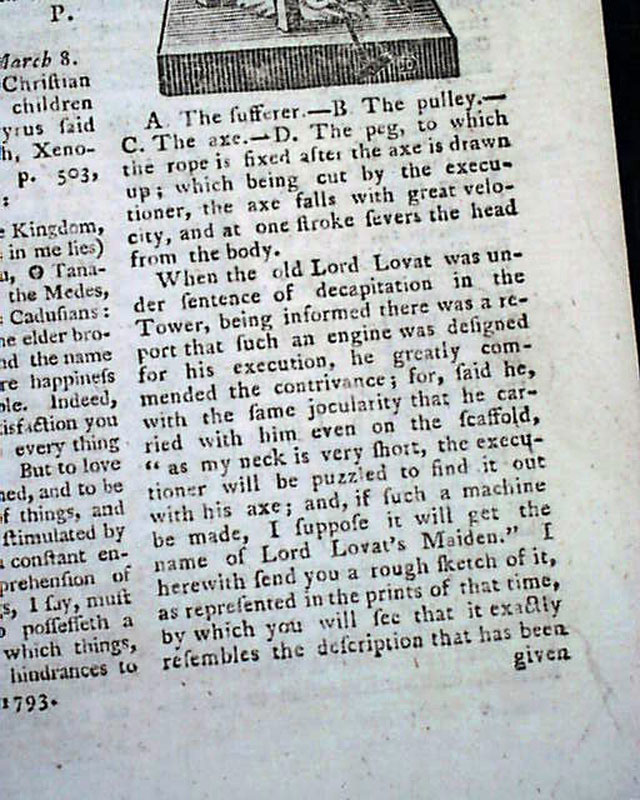 P.
March 8.
Christian
children
yrus ſaid
h, Xeno-
p. 503,
:
e Kingdom,
in me lies)
u, O Tana-
the Medes,
Caduſians:
he elder bro-
nd the name
re happineſs
ble. Indeed,
isfaction you
every thing
But to love
ned, and to be
f things, and
ſtimulated by
a conſtant en-
prehenſion of
gs, I ſay, muſt
o poſſeſſeth a
which things,
hindrances to
1793.
A. The ſufferer.—B. The pulley.—
C. The axe.—D. The peg, to which
the rope is fixed after the axe is drawn
up; which being cut by the execu-
tioner, the axe falls with great velo-
city, and at one ſtroke ſevers the head
from the body.
When the old Lord Lovat was un-
der ſentence of decapitation in the
Tower, being informed there was a re-
port that ſuch an engine was deſigned
for his execution, he greatly com-
mended the contrivance; for, ſaid he,
with the ſame jocularity that he car-
ried with him even on the ſcaffold,
“ as my neck is very ſhort, the execu-
tioner will be puzzled to find it out
with his axe; and, if ſuch a machine
be made, I ſuppoſe it will get the
name of Lord Lovat's Maiden.” I
herewith ſend you a rough ſketch of it,
as repreſented in the prints of that time,
by which you will ſee that it exactly
reſembles the deſcription that has been
given